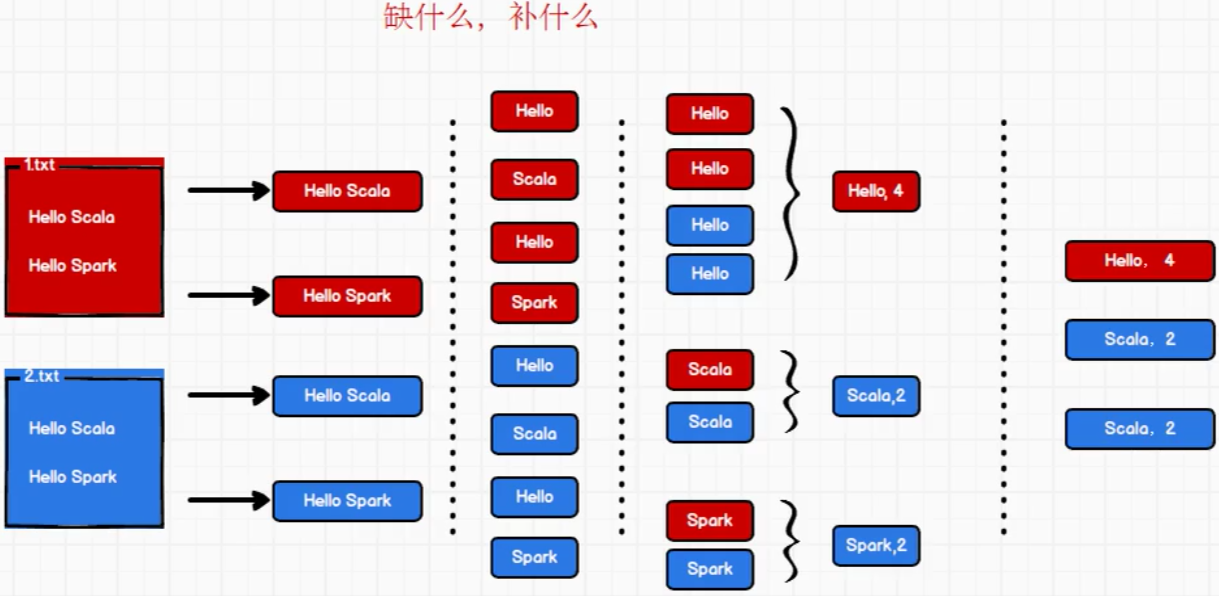 缺什么，补什么
1.txt
Hello Scala
Hello Spark
2.txt
Hello Scala
Hello Spark
Hello Scala
Hello Spark
Hello Scala
Hello Spark
Hello
Scala
Hello
Spark
Hello
Scala
Hello
Spark
Hello
Hello
Hello
Hello
Scala
Scala
Spark
Spark
Hello, 4
Scala,2
Spark,2
Hello， 4
Scala，2
Scala，2